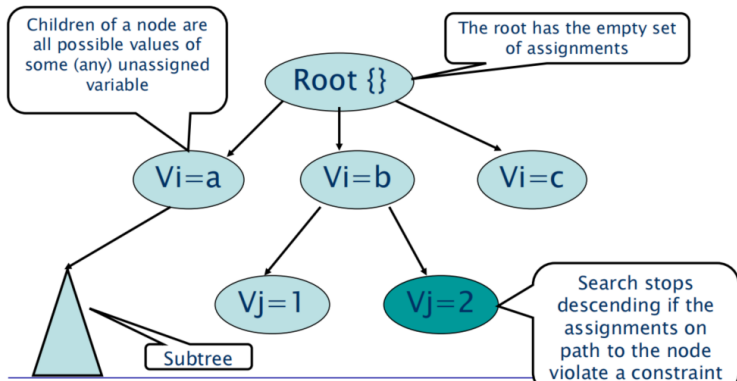 Children of a node are
all possible values of
some (any) unassigned
variable
The root has the empty set
of assignments
Root {}
Vi=a
Vi=b
Vi=c
Vj=1
Vj=2
Subtree
Search stops
descending if the
assignments on
path to the node
violate a constraint